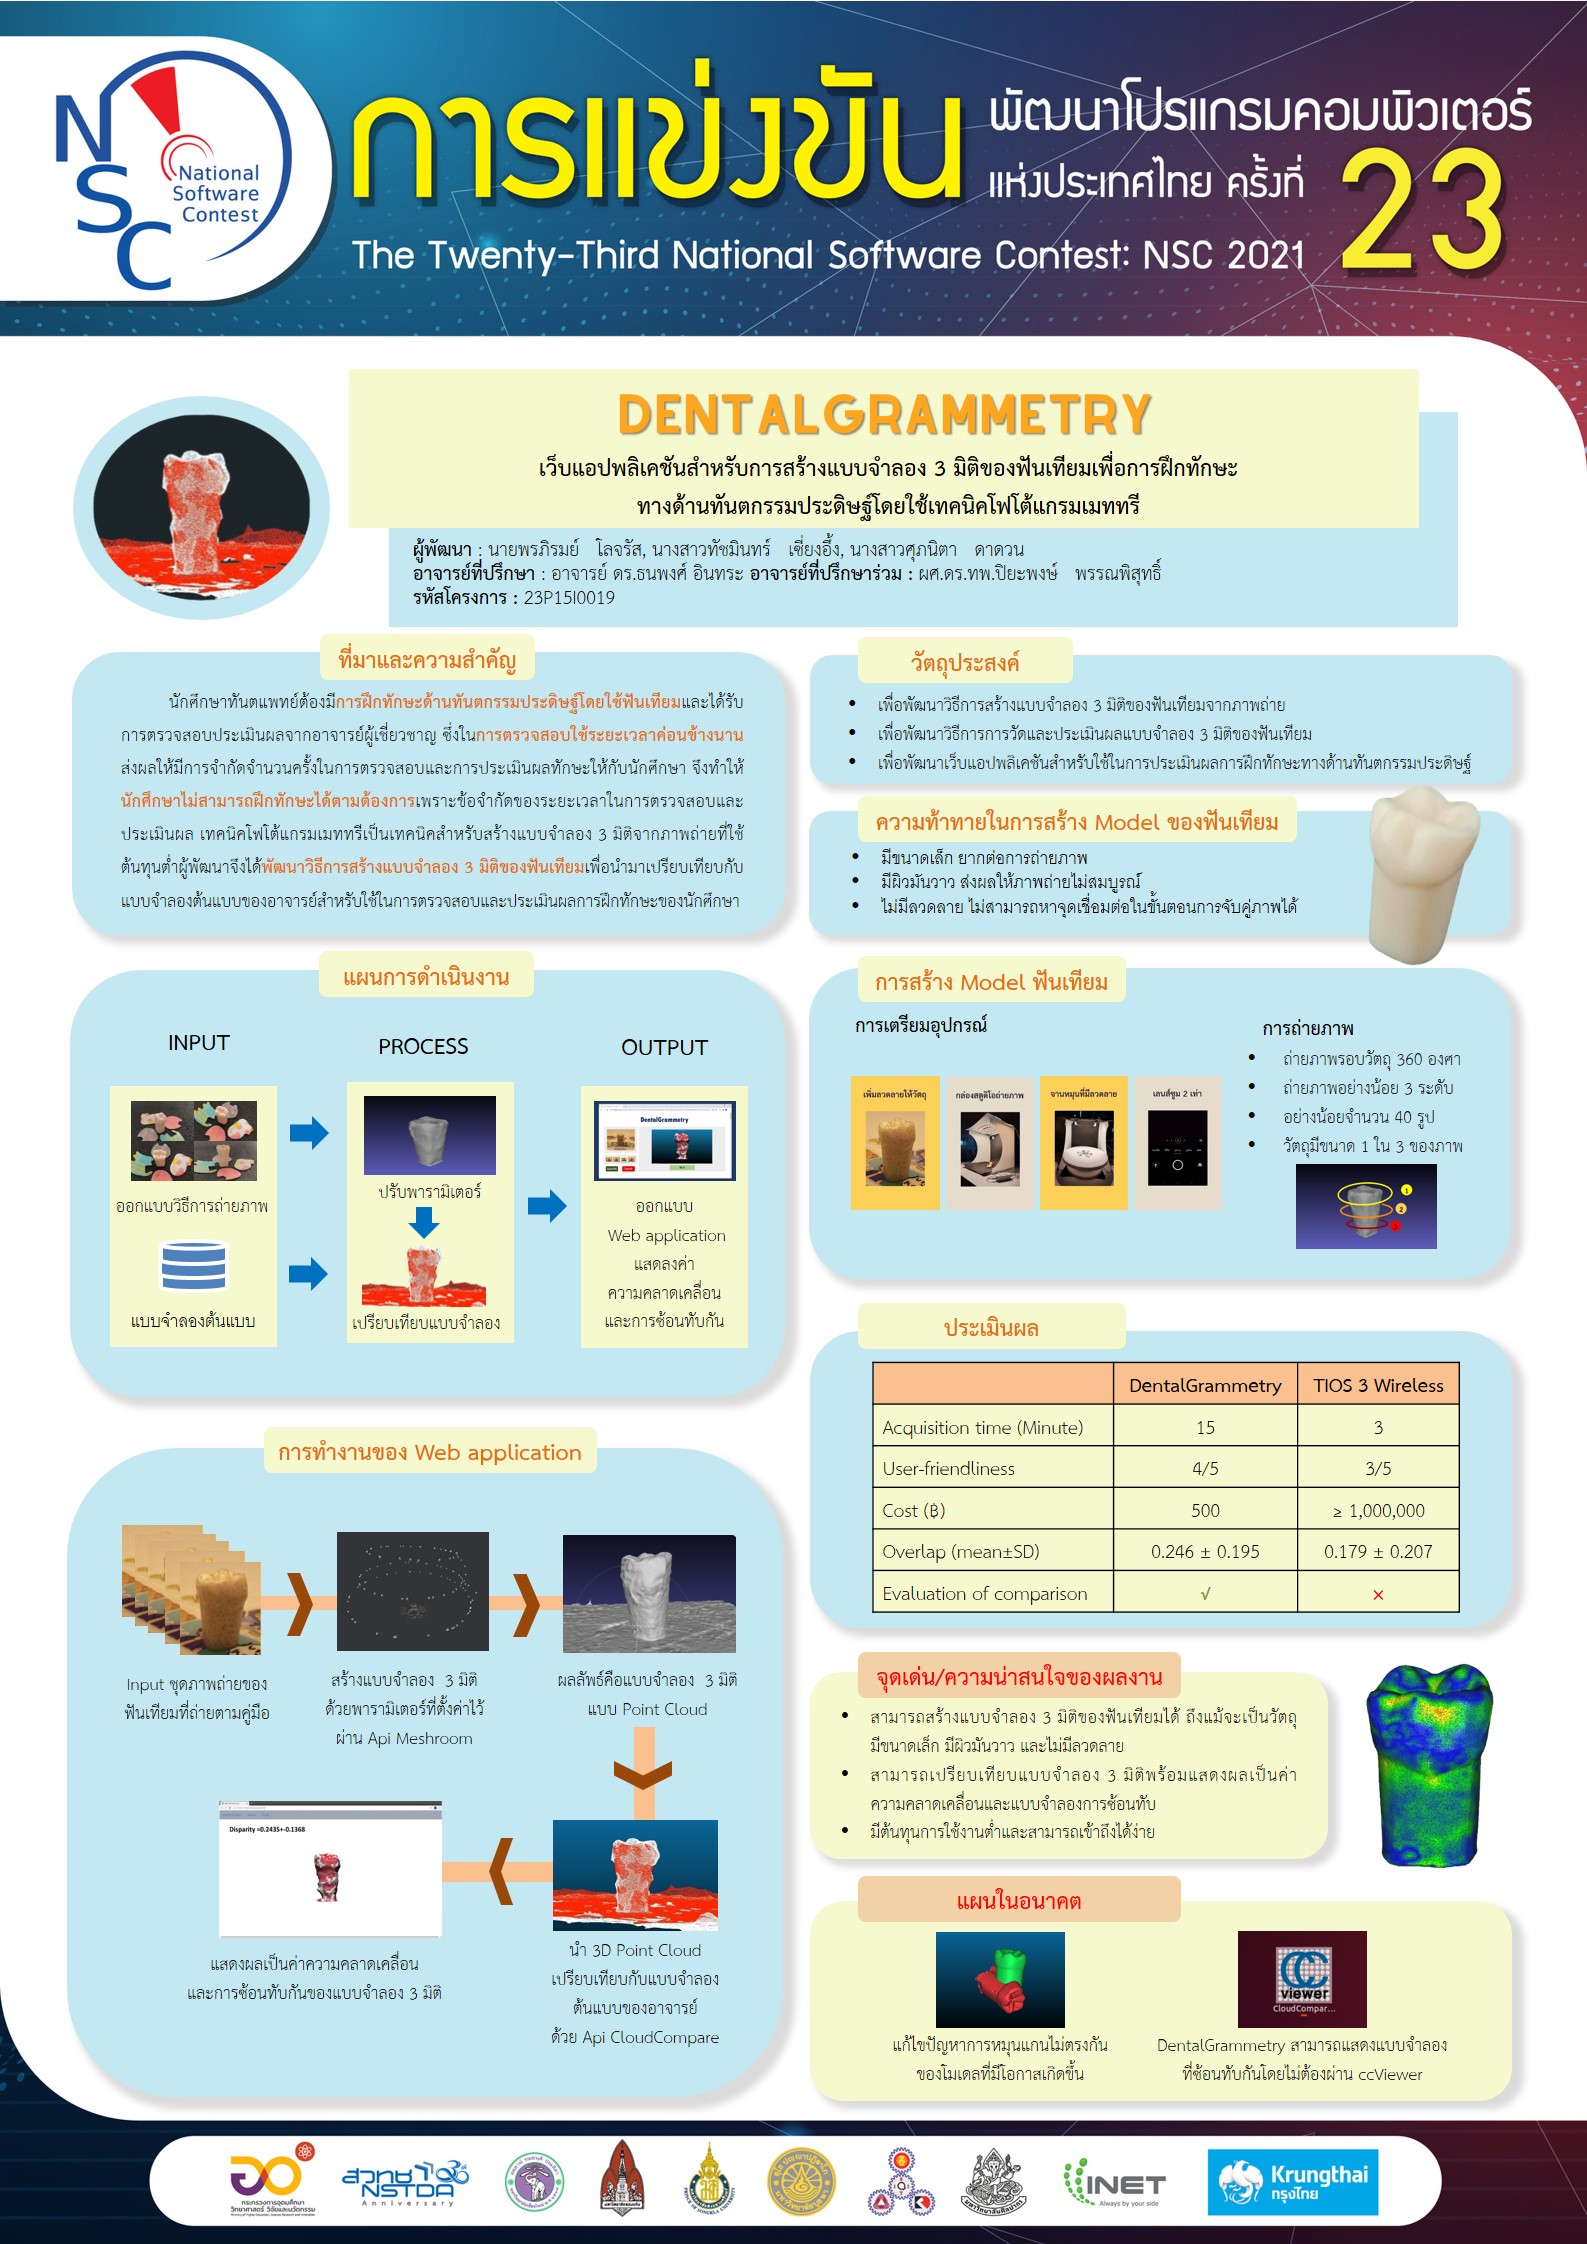 NSC
National
Software
Contest
การแข่งขัน
พัฒนาโปรแกรมคอมพิวเตอร์
แห่งประเทศไทย ครั้งที่ 23
The Twenty-Third National Software Contest: NSC 2021
DENTALGRAMMETRY
เว็บแอปพลิเคชันสำหรับการสร้างแบบจำลอง 3 มิติของฟันเทียมเพื่อการฝึกทักษะ
ทางด้านทันตกรรมประดิษฐ์โดยใช้เทคนิคโฟโต้แกรมเมททรี
ผู้พัฒนา : นายพรภิรมย์ โลจรัส, นางสาวทัชมินทร์ เซี่ยงอึ้ง, นางสาวศุภนิตา ดาดวน
อาจารย์ที่ปรึกษา : อาจารย์ ดร.ธนพงศ์ อินทระ อาจารย์ที่ปรึกษาร่วม : ผศ.ดร.ทพ.ปิยะพงษ์ พรรณพิสุทธิ์
รหัสโครงการ : 23P15I0019
ที่มาและความสำคัญ
นักศึกษาทันตแพทย์ต้องมีการฝึกทักษะด้านทันตกรรมประดิษฐ์โดยใช้ฟันเทียมและได้รับ
การตรวจสอบประเมินผลจากอาจารย์ผู้เชี่ยวชาญ ซึ่งในการตรวจสอบใช้ระยะเวลาค่อนข้างนาน
ส่งผลให้มีการจำกัดจำนวนครั้งในการตรวจสอบและการประเมินผลทักษะให้กับนักศึกษา จึงทำให้
นักศึกษาไม่สามารถฝึกทักษะได้ตามต้องการเพราะข้อจำกัดของระยะเวลาในการตรวจสอบและ
ประเมินผล เทคนิคโฟโต้แกรมเมททรีเป็นเทคนิคสำหรับสร้างแบบจำลอง 3 มิติจากภาพถ่ายที่ใช้
ต้นทุนต่ำผู้พัฒนาจึงได้พัฒนาวิธีการสร้างแบบจำลอง 3 มิติของฟันเทียมเพื่อนำมาเปรียบเทียบกับ
แบบจำลองต้นแบบของอาจารย์สำหรับใช้ในการตรวจสอบและประเมินผลการฝึกทักษะของนักศึกษา
วัตถุประสงค์
• เพื่อพัฒนาวิธีการสร้างแบบจำลอง 3 มิติของฟันเทียมจากภาพถ่าย
• เพื่อพัฒนาวิธีการการวัดและประเมินผลแบบจำลอง 3 มิติของฟันเทียม
• เพื่อพัฒนาเว็บแอปพลิเคชันสำหรับใช้ในการประเมินผลการฝึกทักษะทางด้านทันตกรรมประดิษฐ์
ความท้าทายในการสร้าง Model ของฟันเทียม
• มีขนาดเล็ก ยากต่อการถ่ายภาพ
• มีผิวมันวาว ส่งผลให้ภาพถ่ายไม่สมบูรณ์
• ไม่มีลวดลาย ไม่สามารถหาจุดเชื่อมต่อในขั้นตอนการจับคู่ภาพได้
แผนการดำเนินงาน
INPUT
PROCESS
OUTPUT
DentalGrammetry
ออกแบบวิธีการถ่ายภาพ
แบบจำลองต้นแบบ
ปรับพารามิเตอร์
เปรียบเทียบแบบจำลอง
ออกแบบ
Web application
แสดลงค่า
ความคลาดเคลื่อน
และการซ้อนทับกัน
การสร้าง Model ฟันเทียม
การเตรียมอุปกรณ์
เพิ่มลวดลายให้วัตถุ
กล่องสตูดิโอถ่ายภาพ
จานหมุนที่มีลวดลาย
เลนส์ซูม 2 เท่า
การถ่ายภาพ
• ถ่ายภาพรอบวัตถุ 360 องศา
• ถ่ายภาพอย่างน้อย 3 ระดับ
• อย่างน้อยจำนวน 40 รูป
• วัตถุมีขนาด 1 ใน 3 ของภาพ
1
2
3
ประเมินผล
DentalGrammetry TIOS 3 Wireless
Acquisition time (Minute) 15 3
User-friendliness 4/5 3/5
Cost (฿) 500 ≥ 1,000,000
Overlap (mean±SD) 0.246 ± 0.195 0.179 ± 0.207
Evaluation of comparison √ ×
การทำงานของ Web application
Input ชุดภาพถ่ายของ
ฟันเทียมที่ถ่ายตามคู่มือ
สร้างแบบจำลอง 3 มิติ
ด้วยพารามิเตอร์ที่ตั้งค่าไว้
ผ่าน Api Meshroom
ผลลัพธ์คือแบบจำลอง 3 มิติ
แบบ Point Cloud
นำ 3D Point Cloud
เปรียบเทียบกับแบบจำลอง
ต้นแบบของอาจารย์
ด้วย Api CloudCompare
Disparity =0.2435+-0.1368
แสดงผลเป็นค่าความคลาดเคลื่อน
และการซ้อนทับกันของแบบจำลอง 3 มิติ
จุดเด่น/ความน่าสนใจของผลงาน
• สามารถสร้างแบบจำลอง 3 มิติของฟันเทียมได้ ถึงแม้จะเป็นวัตถุ
มีขนาดเล็ก มีผิวมันวาว และไม่มีลวดลาย
• สามารถเปรียบเทียบแบบจำลอง 3 มิติพร้อมแสดงผลเป็นค่า
ความคลาดเคลื่อนและแบบจำลองการซ้อนทับ
• มีต้นทุนการใช้งานต่ำและสามารถเข้าถึงได้ง่าย
แผนในอนาคต
แก้ไขปัญหาการหมุนแกนไม่ตรงกัน
ของโมเดลที่มีโอกาสเกิดขึ้น
CC
viewer
CloudCompar...
DentalGrammetry สามารถแสดงแบบจำลอง
ที่ซ้อนทับกันโดยไม่ต้องผ่าน ccViewer
กระทรวงการอุดมศึกษา
วิทยาศาสตร์ วิจัยและนวัตกรรม
สวทช
NSTDA
Anniversary
INET
Always by your side
Krungthai
กรุงไทย